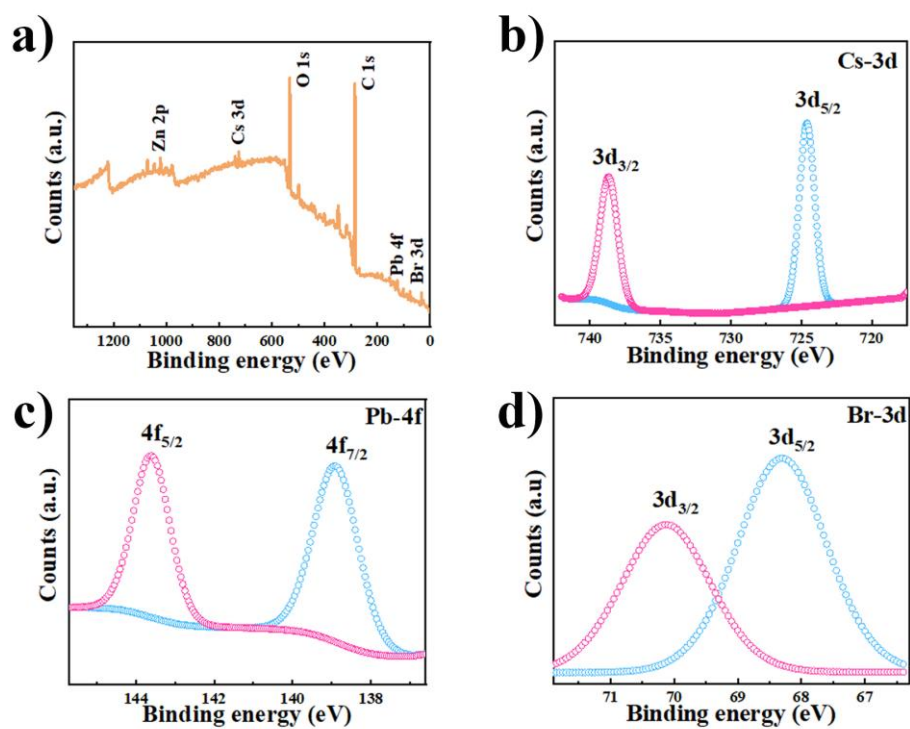 a)
O 1s
C 1s
Zn 2p
Cs 3d
Pb 4f
Br 3d
Counts (a.u.)
1200 1000 800 600 400 200 0
Binding energy (eV)
b)
Cs-3d
3d5/2
3d3/2
Counts (a.u.)
740 735 730 725 720
Binding energy (eV)
c)
Pb-4f
4f5/2
4f7/2
Counts (a.u.)
144 142 140 138
Binding energy (eV)
d)
Br-3d
3d5/2
3d3/2
Counts (a.u)
71 70 69 68 67
Binding energy (eV)